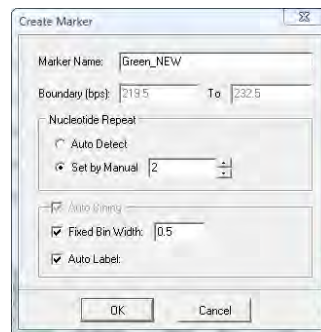 Create Marker
Marker Name: Green_NEW
Boundary (bps): 219.5 To 232.5
Nucleotide Repeat
Auto Detect
Set by Manual 2
Auto Bining
Fixed Bin Width: 0.5
Auto Label:
OK Cancel